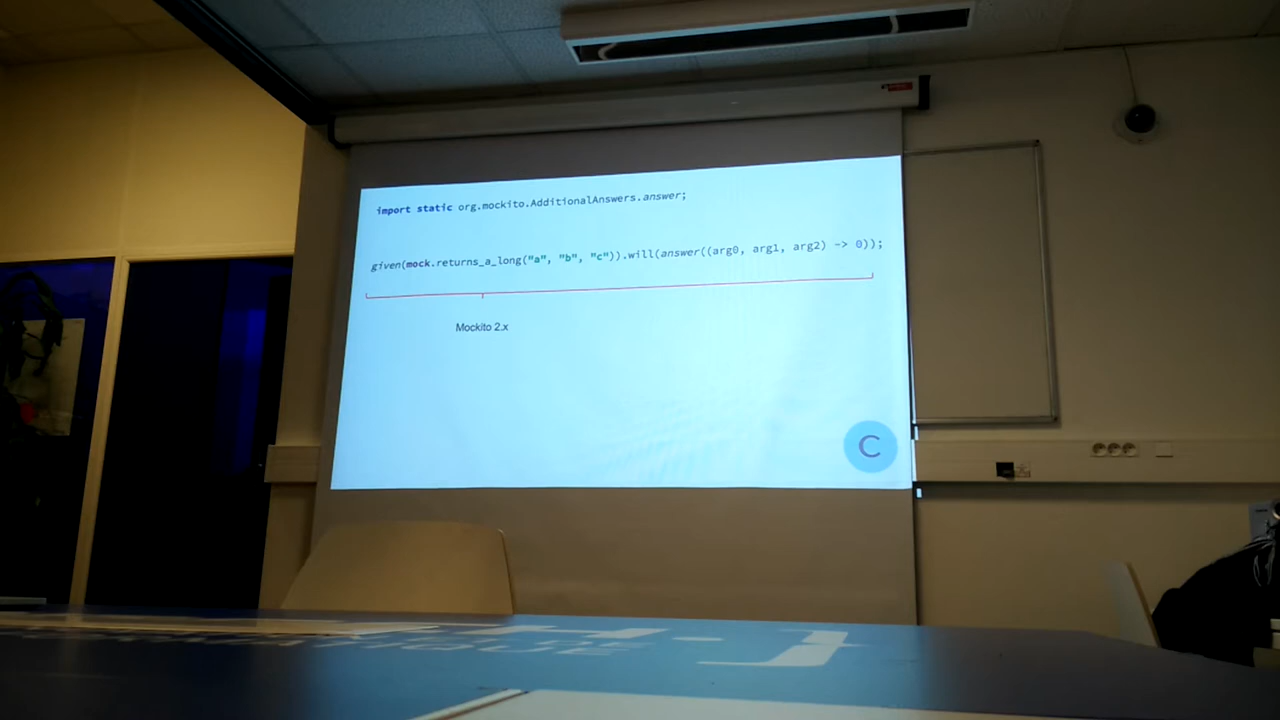 import static org.mockito.AdditionalAnswers.answer;
given(mock.returns_a_long("a", "b", "c")).will(answer((arg0, arg1, arg2) -> 0));
Mockito 2.x
C